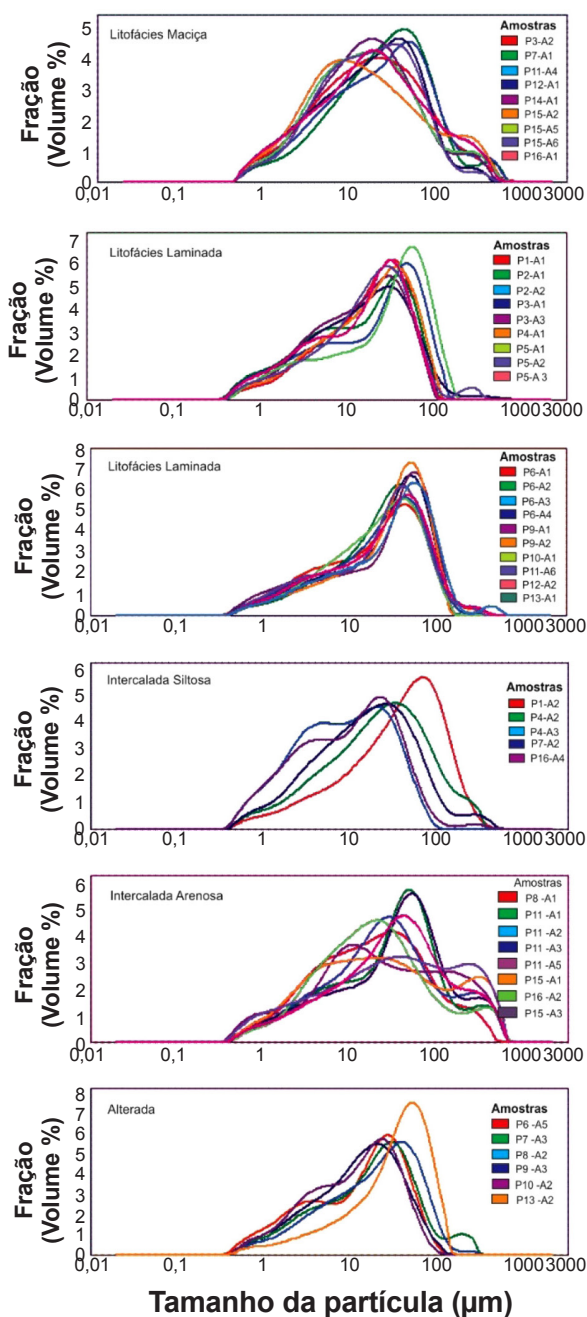 Litofácies Maciça
Fração
(Volume %)
5
4
3
2
1
0
Amostras
P3-A2
P7-A1
P11-A4
P12-A1
P14-A1
P15-A2
P15-A5
P15-A6
P16-A1
0,01 0,1 1 10 100 1000 3000
Litofácies Laminada
Fração
(Volume %)
7
6
5
4
3
2
1
0
Amostras
P1-A1
P2-A1
P2-A2
P3-A1
P3-A3
P4-A1
P5-A1
P5-A2
P5-A 3
0,01 0,1 1 10 100 1000 3000
Litofácies Laminada
Fração
(Volume %)
8
7
6
5
4
3
2
1
0
Amostras
P6-A1
P6-A2
P6-A3
P6-A4
P9-A1
P9-A2
P10-A1
P11-A6
P12-A2
P13-A1
0,01 0,1 1 10 100 1000 3000
Intercalada Siltosa
Fração
(Volume %)
6
5
4
3
2
1
0
Amostras
P1-A2
P4-A2
P4-A3
P7-A2
P16-A4
0,01 0,1 1 10 100 1000 3000
Intercalada Arenosa
Fração
(Volume %)
6
5
4
3
2
1
0
Amostras
P8 -A1
P11 -A1
P11 -A2
P11 -A3
P11 -A5
P15 -A1
P16 -A2
P15 -A3
0,01 0,1 1 10 100 1000 3000
Alterada
Fração
(Volume %)
8
7
6
5
4
3
2
1
0
Amostras
P6 -A5
P7 -A3
P8 -A2
P9 -A3
P10 -A2
P13 -A2
0,01 0,1 1 10 100 1000 3000
Tamanho da partícula (µm)